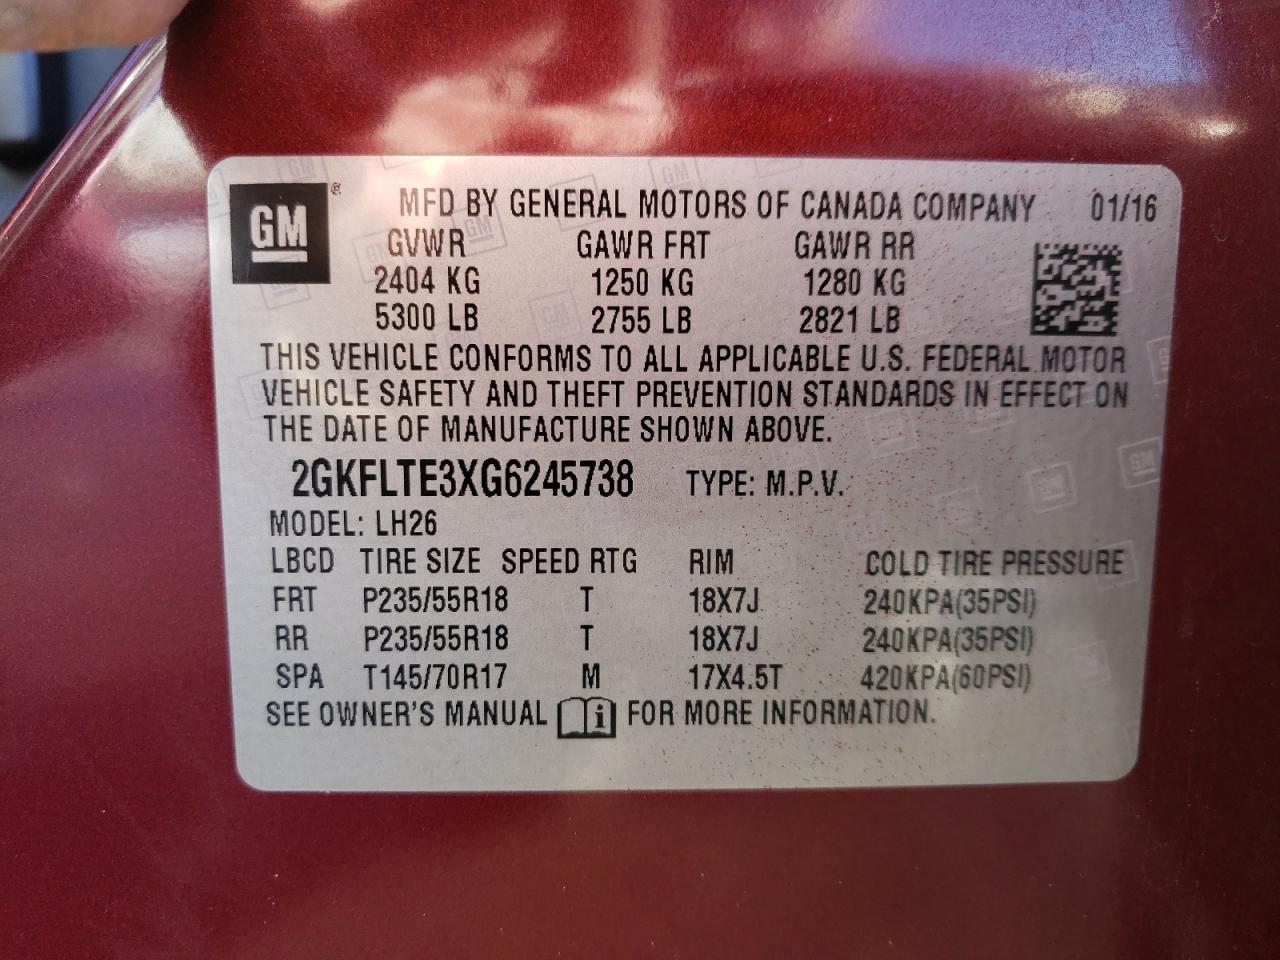 GM ® MFD BY GENERAL MOTORS OF CANADA COMPANY 01/16
GVWR GAWR FRT GAWR RR
2404 KG 1250 KG 1280 KG
5300 LB 2755 LB 2821 LB
THIS VEHICLE CONFORMS TO ALL APPLICABLE U.S. FEDERAL MOTOR
VEHICLE SAFETY AND THEFT PREVENTION STANDARDS IN EFFECT ON
THE DATE OF MANUFACTURE SHOWN ABOVE.
2GKFLTE3XG6245738 TYPE: M.P.V.
MODEL: LH26
LBCD TIRE SIZE SPEED RTG RIM COLD TIRE PRESSURE
FRT P235/55R18 T 18X7J 240KPA(35PSI)
RR P235/55R18 T 18X7J 240KPA(35PSI)
SPA T145/70R17 M 17X4.5T 420KPA(60PSI)
SEE OWNER'S MANUAL i FOR MORE INFORMATION.